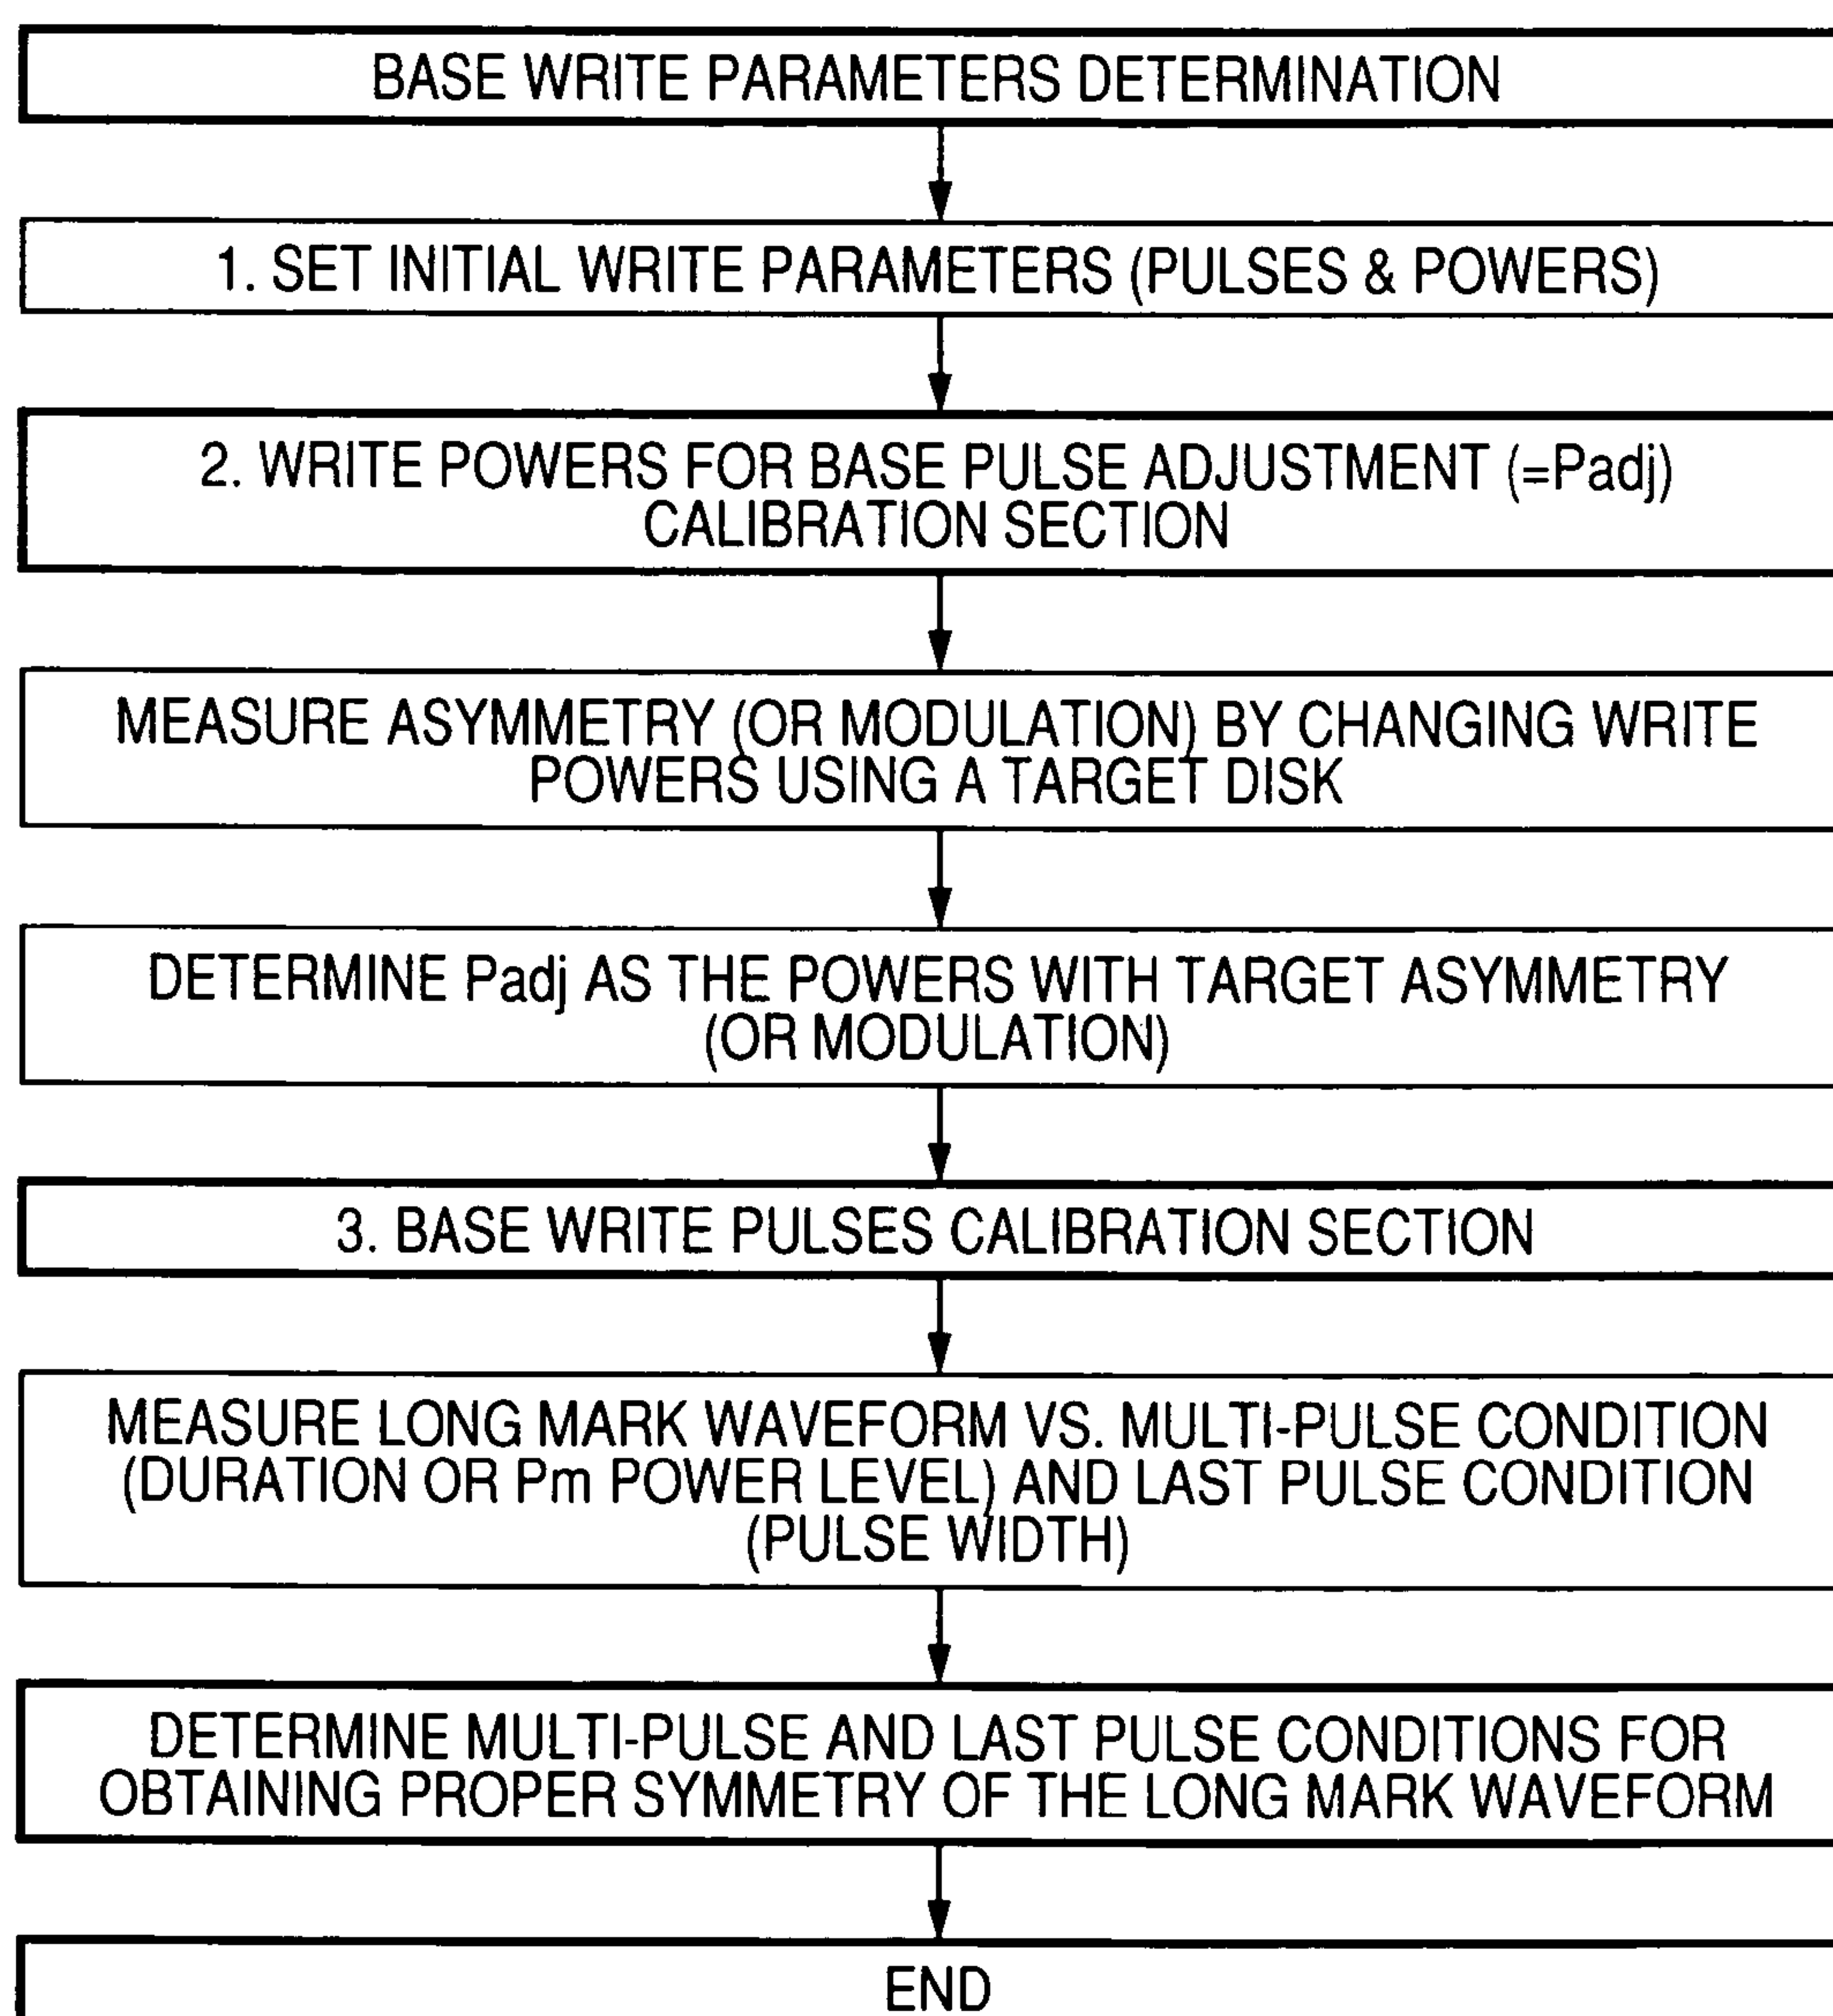 BASE WRITE PARAMETERS DETERMINATION
1. SET INITIAL WRITE PARAMETERS (PULSES & POWERS)
2. WRITE POWERS FOR BASE PULSE ADJUSTMENT (=Padj)
CALIBRATION SECTION
MEASURE ASYMMETRY (OR MODULATION) BY CHANGING WRITE
POWERS USING A TARGET DISK
DETERMINE Padj AS THE POWERS WITH TARGET ASYMMETRY
(OR MODULATION)
3. BASE WRITE PULSES CALIBRATION SECTION
MEASURE LONG MARK WAVEFORM VS. MULTI-PULSE CONDITION
(DURATION OR Pm POWER LEVEL) AND LAST PULSE CONDITION
(PULSE WIDTH)
DETERMINE MULTI-PULSE AND LAST PULSE CONDITIONS FOR
OBTAINING PROPER SYMMETRY OF THE LONG MARK WAVEFORM
END